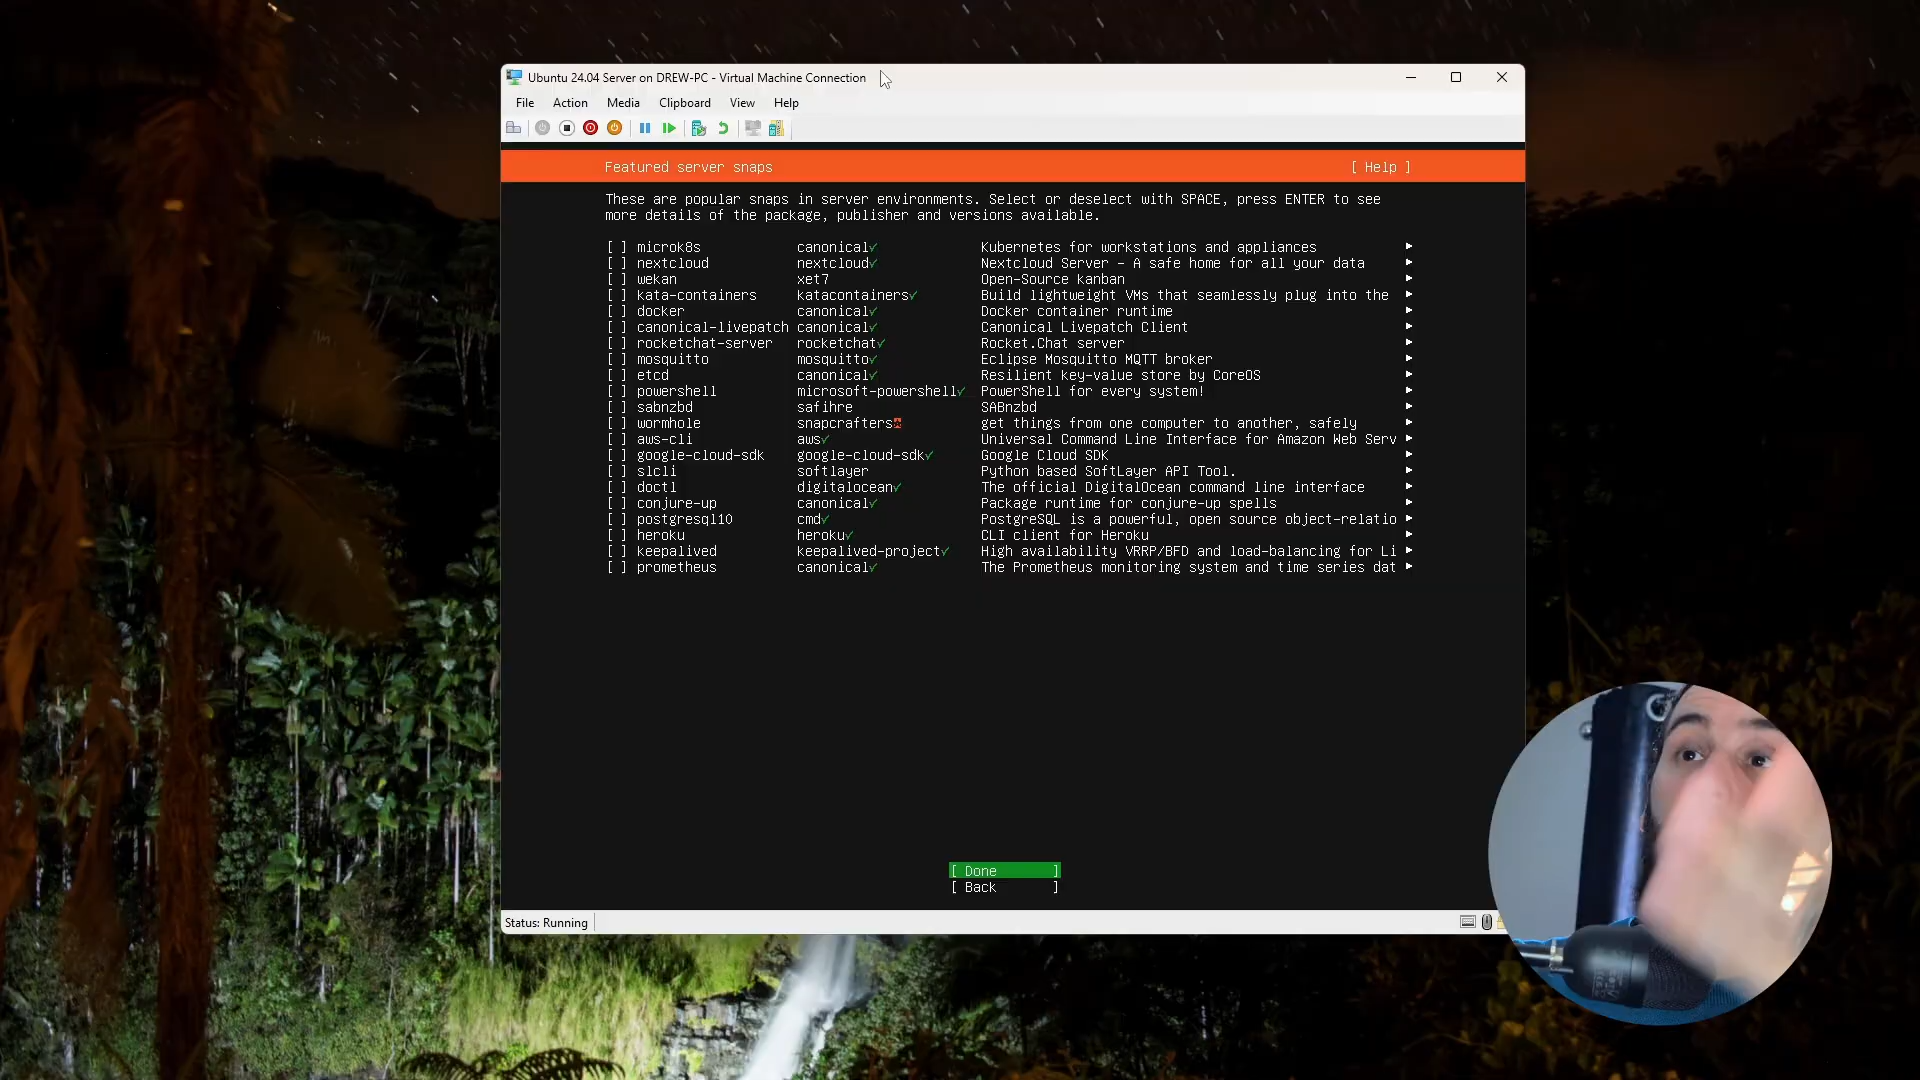 Ubuntu 24.04 Server on DREW-PC - Virtual Machine Connection
File Action Media Clipboard View Help
Featured server snaps [ Help ]
These are popular snaps in server environments. Select or deselect with SPACE, press ENTER to see
more details of the package, publisher and versions available.
[ ] microk8s canonical✓ Kubernetes for workstations and appliances ▸
[ ] nextcloud nextcloud✓ Nextcloud Server - A safe home for all your data ▸
[ ] wekan xet7 Open-Source kanban ▸
[ ] kata-containers katacontainers✓ Build lightweight VMs that seamlessly plug into the ▸
[ ] docker canonical✓ Docker container runtime ▸
[ ] canonical-livepatch canonical✓ Canonical Livepatch Client ▸
[ ] rocketchat-server rocketchat✓ Rocket.Chat server ▸
[ ] mosquitto mosquitto✓ Eclipse Mosquitto MQTT broker ▸
[ ] etcd canonical✓ Resilient key-value store by CoreOS ▸
[ ] powershell microsoft-powershell✓ PowerShell for every system! ▸
[ ] sabnzbd safihre SABnzbd ▸
[ ] wormhole snapcrafters get things from one computer to another, safely ▸
[ ] aws-cli aws✓ Universal Command Line Interface for Amazon Web Serv ▸
[ ] google-cloud-sdk google-cloud-sdk✓ Google Cloud SDK ▸
[ ] slcli softlayer Python based SoftLayer API Tool. ▸
[ ] doctl digitalocean✓ The official DigitalOcean command line interface ▸
[ ] conjure-up canonical✓ Package runtime for conjure-up spells ▸
[ ] postgresql10 cmd✓ PostgreSQL is a powerful, open source object-relatio ▸
[ ] heroku heroku✓ CLI client for Heroku ▸
[ ] keepalived keepalived-project✓ High availability VRRP/BFD and load-balancing for Li ▸
[ ] prometheus canonical✓ The Prometheus monitoring system and time series dat ▸
[ Done ]
[ Back ]
Status: Running